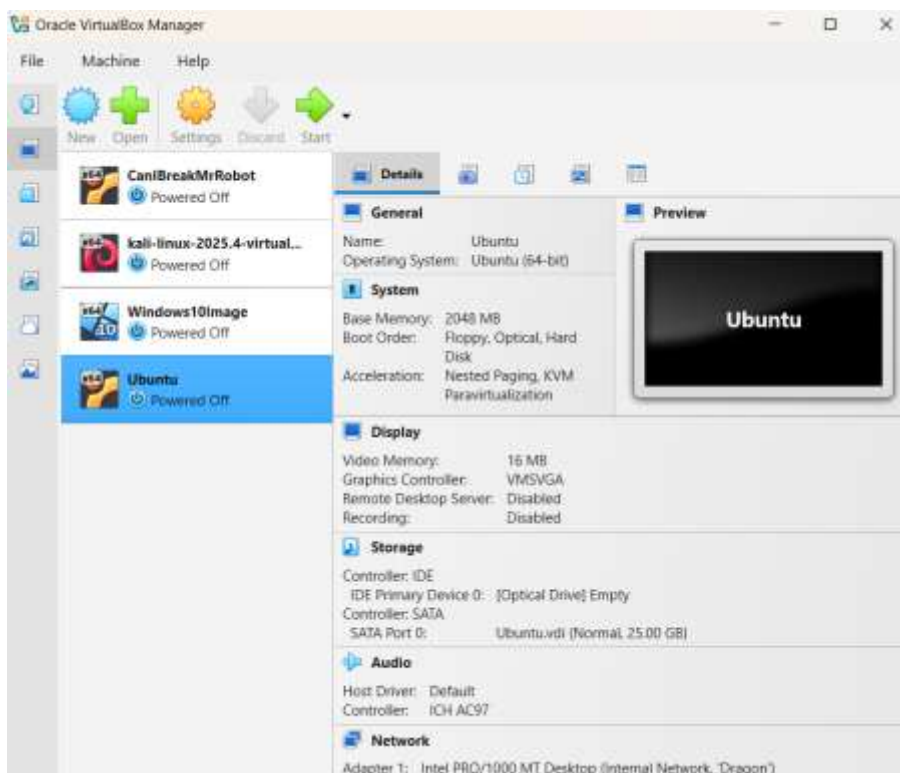 Oracle VirtualBox Manager
File Machine Help
New Open Settings Discard Start
CanIBreakMrRobot
Powered Off
kali-linux-2025.4-virtual...
Powered Off
Windows10Image
Powered Off
Ubuntu
Powered Off
Details
General
Name: Ubuntu
Operating System: Ubuntu (64-bit)
System
Base Memory: 2048 MB
Boot Order: Floppy, Optical, Hard
Disk
Acceleration: Nested Paging, KVM
Paravirtualization
Preview
Ubuntu
Display
Video Memory: 16 MB
Graphics Controller: VMSVGA
Remote Desktop Server: Disabled
Recording: Disabled
Storage
Controller: IDE
IDE Primary Device 0: [Optical Drive] Empty
Controller: SATA
SATA Port 0: Ubuntu.vdi (Normal, 25.00 GB)
Audio
Host Driver: Default
Controller: ICH AC97
Network
Adapter 1: Intel PRO/1000 MT Desktop (Internal Network, 'Dragon')